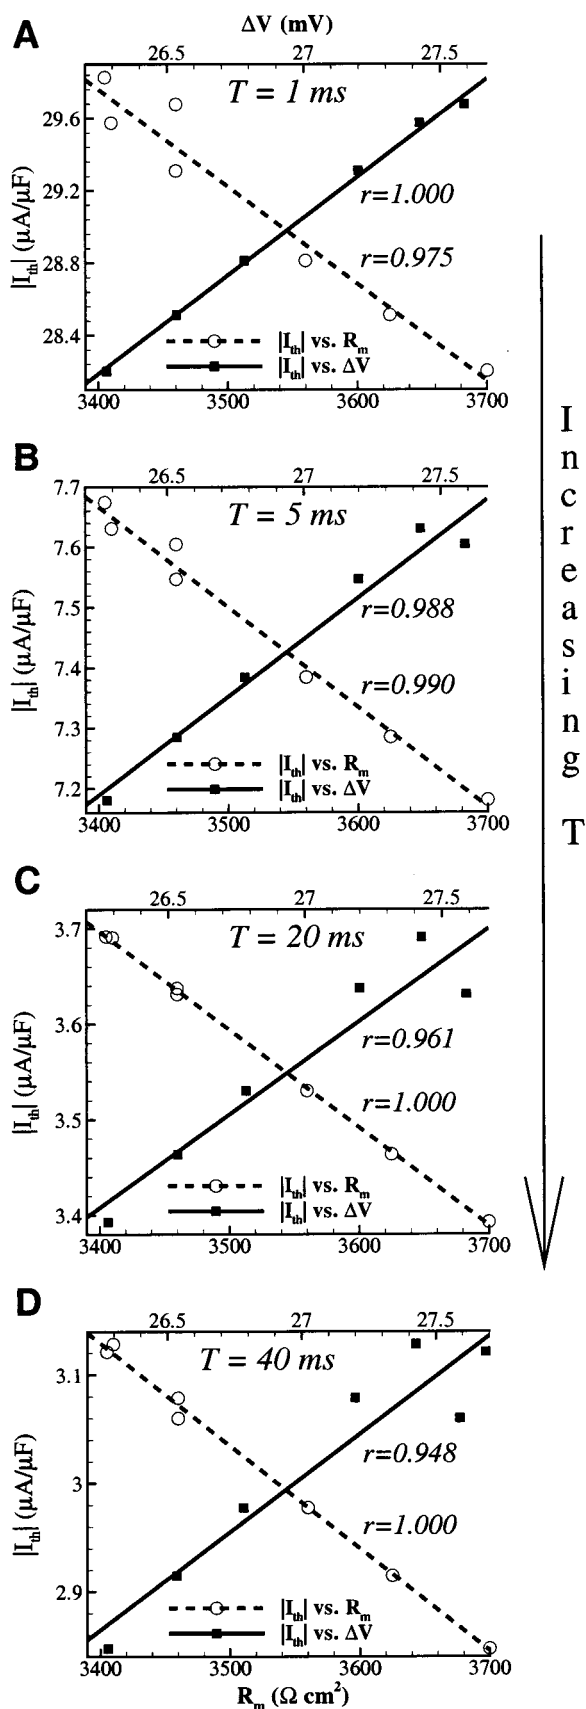 A
ΔV (mV)
26.5 27 27.5
T = 1 ms
29.6
29.2
28.8
28.4
|I_th| (μA/μF)
r=1.000
r=0.975
|I_th| vs. R_m
|I_th| vs. ΔV
3400 3500 3600 3700
B
26.5 27 27.5
T = 5 ms
7.7
7.6
7.5
7.4
7.3
7.2
|I_th| (μA/μF)
r=0.988
r=0.990
|I_th| vs. R_m
|I_th| vs. ΔV
3400 3500 3600 3700
C
26.5 27 27.5
T = 20 ms
3.7
3.6
3.5
3.4
|I_th| (μA/μF)
r=0.961
r=1.000
|I_th| vs. R_m
|I_th| vs. ΔV
3400 3500 3600 3700
D
26.5 27 27.5
T = 40 ms
3.1
3
2.9
|I_th| (μA/μF)
r=0.948
r=1.000
|I_th| vs. R_m
|I_th| vs. ΔV
3400 3500 3600 3700
R_m (Ω cm²)
Increasing T